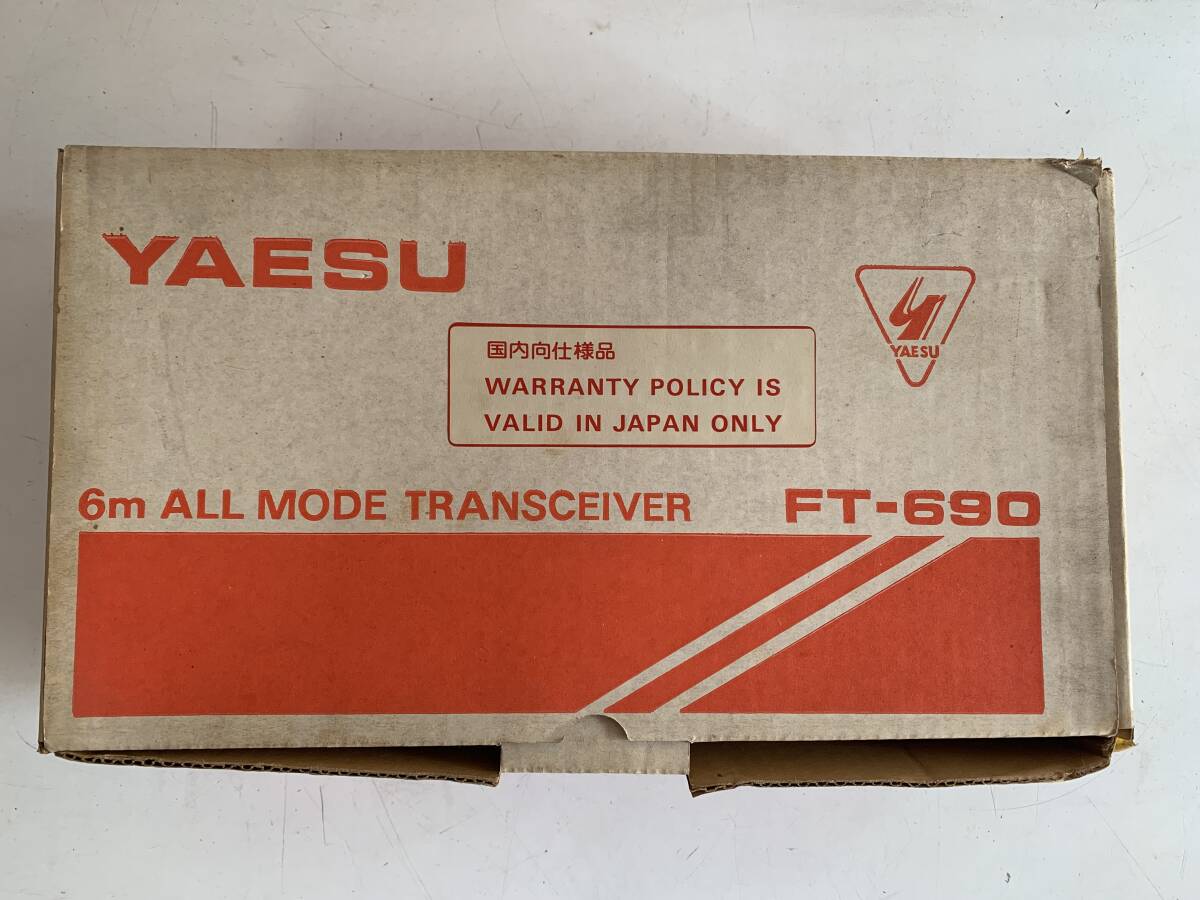 YAESU
YAESU
国内向仕様品
WARRANTY POLICY IS
VALID IN JAPAN ONLY
6m ALL MODE TRANSCEIVER FT-690